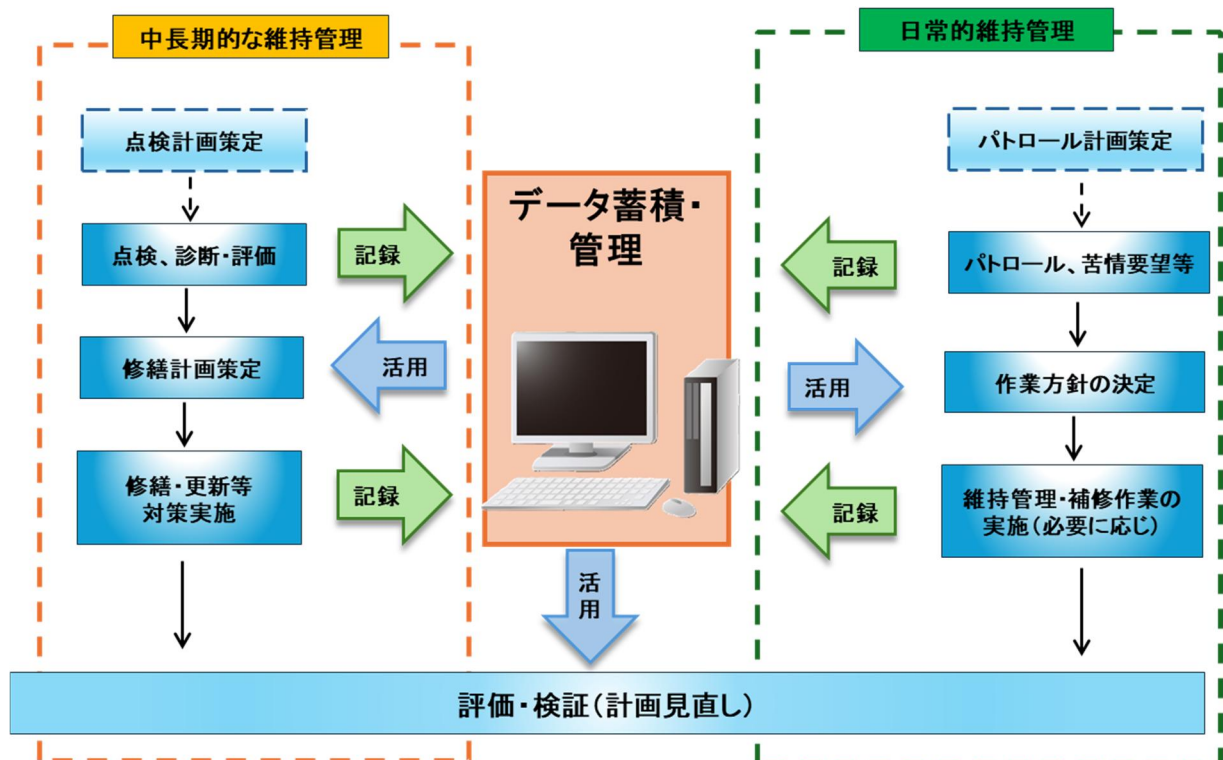 中長期的な維持管理
点検計画策定
点検、診断・評価
修繕計画策定
修繕・更新等
対策実施
記録
活用
記録
データ蓄積・
管理
活
用
日常的維持管理
パトロール計画策定
パトロール、苦情要望等
作業方針の決定
維持管理・補修作業の
実施（必要に応じ）
記録
活用
記録
評価・検証（計画見直し）